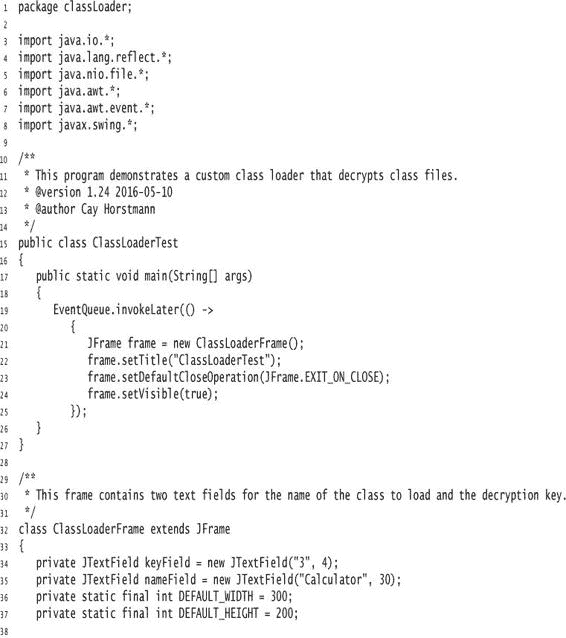 1 package classLoader;
2
3 import java.io.*;
4 import java.lang.reflect.*;
5 import java.nio.file.*;
6 import java.awt.*;
7 import java.awt.event.*;
8 import javax.swing.*;
9
10 /**
11  * This program demonstrates a custom class loader that decrypts class files.
12  * @version 1.24 2016-05-10
13  * @author Cay Horstmann
14  */
15 public class ClassLoaderTest
16 {
17    public static void main(String[] args)
18    {
19       EventQueue.invokeLater(() ->
20          {
21             JFrame frame = new ClassLoaderFrame();
22             frame.setTitle("ClassLoaderTest");
23             frame.setDefaultCloseOperation(JFrame.EXIT_ON_CLOSE);
24             frame.setVisible(true);
25          });
26    }
27 }
28
29 /**
30  * This frame contains two text fields for the name of the class to load and the decryption key.
31  */
32 class ClassLoaderFrame extends JFrame
33 {
34    private JTextField keyField = new JTextField("3", 4);
35    private JTextField nameField = new JTextField("Calculator", 30);
36    private static final int DEFAULT_WIDTH = 300;
37    private static final int DEFAULT_HEIGHT = 200;
38